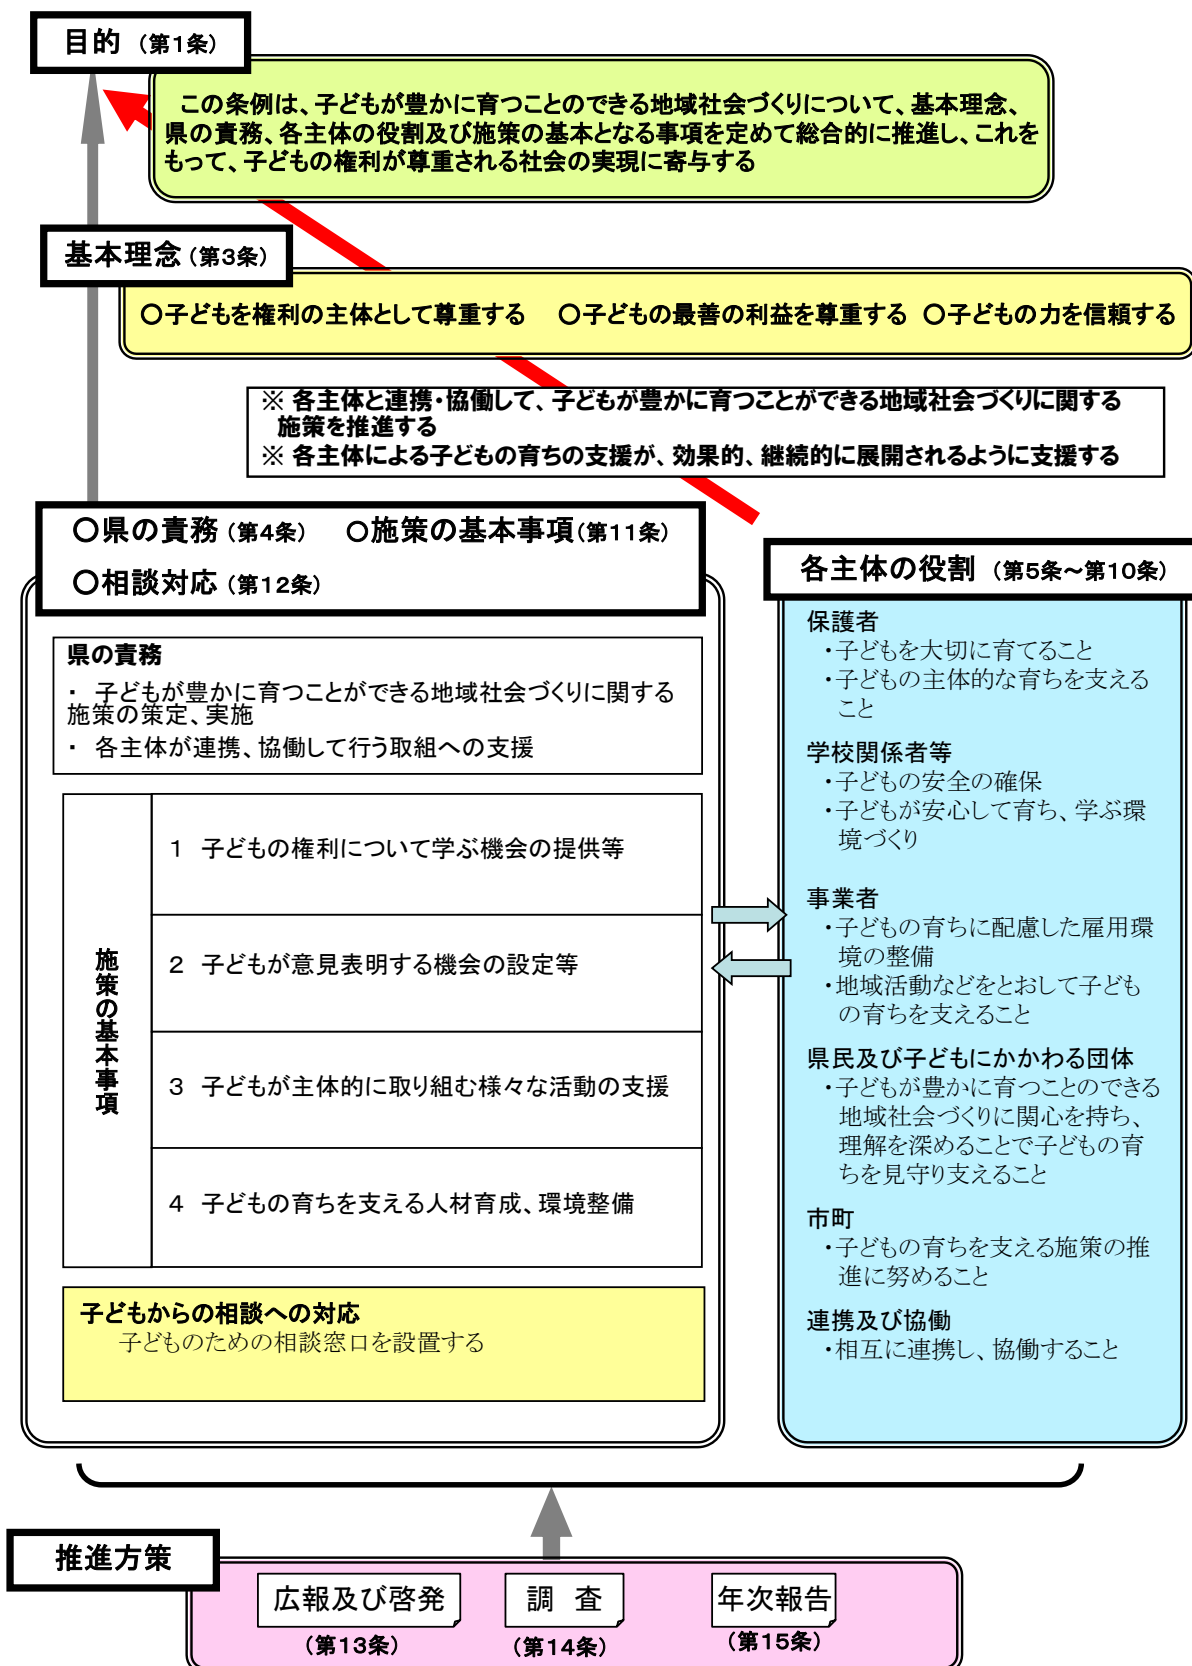 目的 （第1条）
この条例は、子どもが豊かに育つことのできる地域社会づくりについて、基本理念、
県の責務、各主体の役割及び施策の基本となる事項を定めて総合的に推進し、これを
もって、子どもの権利が尊重される社会の実現に寄与する
基本理念（第3条）
○子どもを権利の主体として尊重する　○子どもの最善の利益を尊重する ○子どもの力を信頼する
※ 各主体と連携・協働して、子どもが豊かに育つことができる地域社会づくりに関する
施策を推進する
※ 各主体による子どもの育ちの支援が、効果的、継続的に展開されるように支援する
○県の責務（第4条）　○施策の基本事項（第11条）
○相談対応（第12条）
県の責務
・ 子どもが豊かに育つことができる地域社会づくりに関する
施策の策定、実施
・ 各主体が連携、協働して行う取組への支援
施策の基本事項
1 子どもの権利について学ぶ機会の提供等
2 子どもが意見表明する機会の設定等
3 子どもが主体的に取り組む様々な活動の支援
4 子どもの育ちを支える人材育成、環境整備
子どもからの相談への対応
子どものための相談窓口を設置する
各主体の役割 （第5条～第10条）
保護者
・子どもを大切に育てること
・子どもの主体的な育ちを支える
こと
学校関係者等
・子どもの安全の確保
・子どもが安心して育ち、学ぶ環
境づくり
事業者
・子どもの育ちに配慮した雇用環
境の整備
・地域活動などをとおして子ども
の育ちを支えること
県民及び子どもにかかわる団体
・子どもが豊かに育つことのできる
地域社会づくりに関心を持ち、
理解を深めることで子どもの育
ちを見守り支えること
市町
・子どもの育ちを支える施策の推
進に努めること
連携及び協働
・相互に連携し、協働すること
推進方策
広報及び啓発
（第13条）
調　査
（第14条）
年次報告
（第15条）